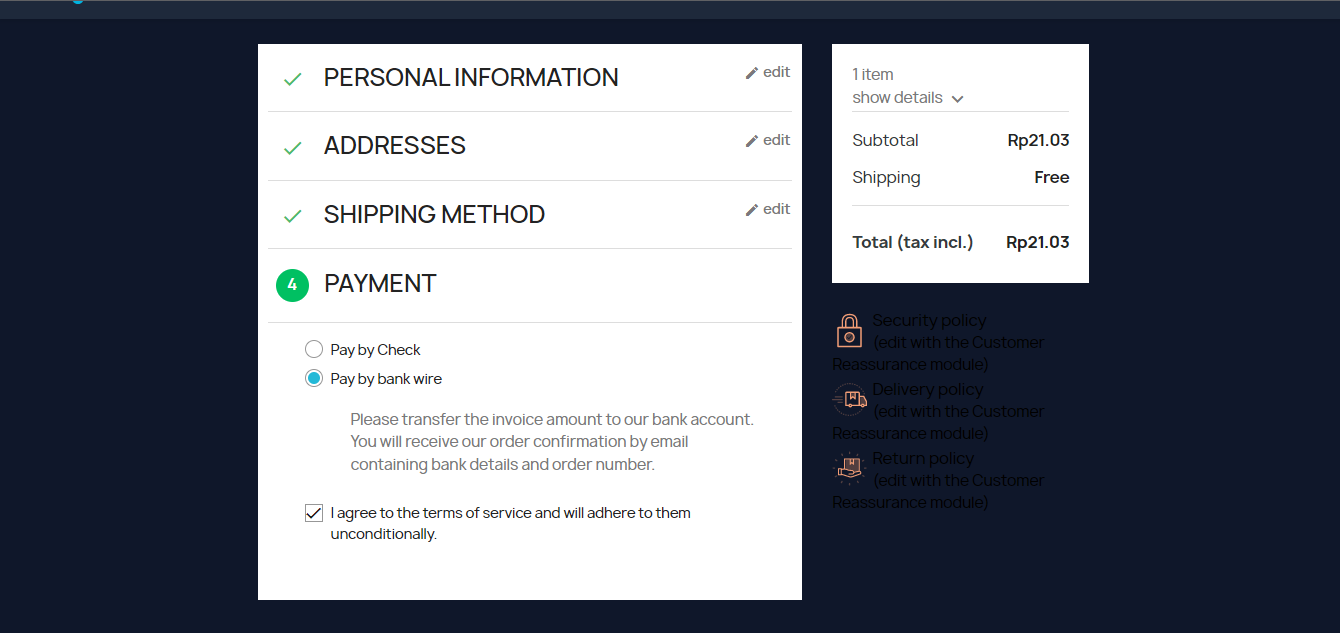 PERSONAL INFORMATION
edit
ADDRESSES
edit
SHIPPING METHOD
edit
4
PAYMENT
Pay by Check
Pay by bank wire
Please transfer the invoice amount to our bank account.
You will receive our order confirmation by email
containing bank details and order number.
I agree to the terms of service and will adhere to them
unconditionally.
1 item
show details
Subtotal Rp21.03
Shipping Free
Total (tax incl.) Rp21.03
Security policy
(edit with the Customer
Reassurance module)
Delivery policy
(edit with the Customer
Reassurance module)
Return policy
(edit with the Customer
Reassurance module)